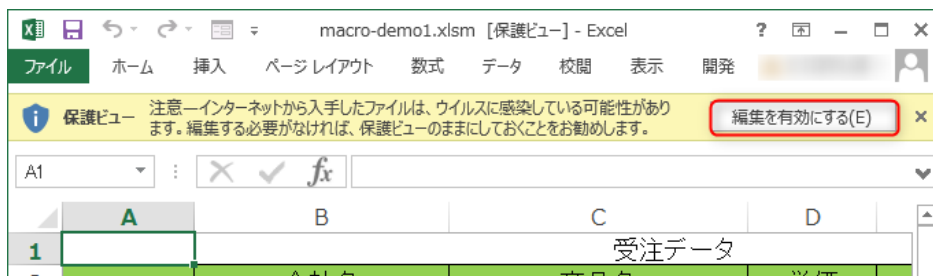 macro-demo1.xlsm [保護ビュー] - Excel
ファイル ホーム 挿入 ページ レイアウト 数式 データ 校閲 表示 開発
保護ビュー 注意—インターネットから入手したファイルは、ウイルスに感染している可能性があり
ます。編集する必要がなければ、保護ビューのままにしておくことをお勧めします。
編集を有効にする(E)
A1 fx
A B C D
1 受注データ